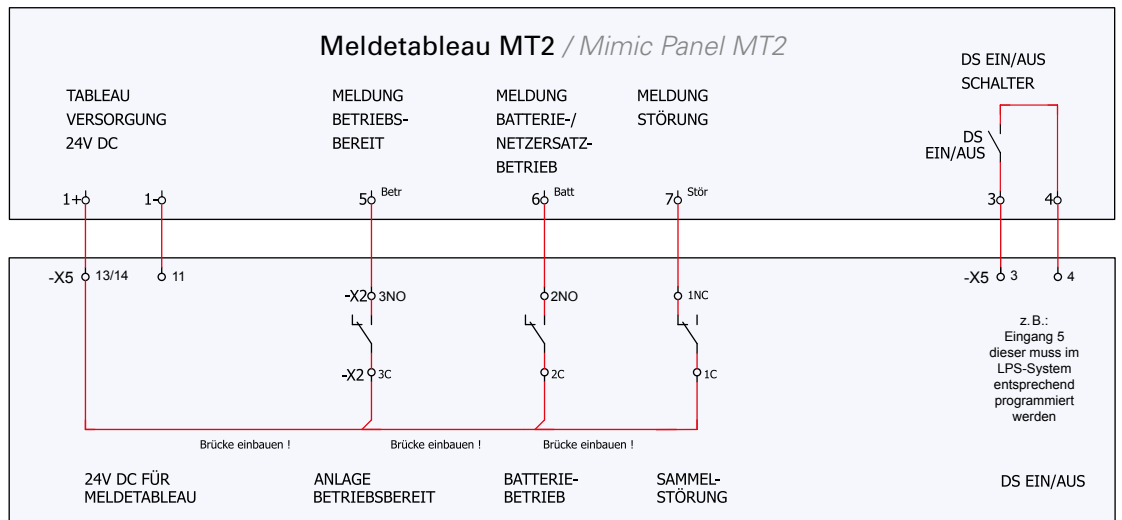 Meldetableau MT2 / Mimic Panel MT2
TABLEAU
VERSORGUNG
24V DC
MELDUNG
BETRIEBS-
BEREIT
MELDUNG
BATTERIE-/
NETZERSATZ-
BETRIEB
MELDUNG
STÖRUNG
DS EIN/AUS
SCHALTER
DS
EIN/AUS
1+ 1- 5 Betr 6 Batt 7 Stör 3 4
-X5 13/14 11 -X5 3 4
-X2 3NO 2NO 1NC
z. B.:
Eingang 5
dieser muss im
LPS-System
entsprechend
programmiert
werden
-X2 3C 2C 1C
Brücke einbauen ! Brücke einbauen ! Brücke einbauen !
24V DC FÜR
MELDETABLEAU
ANLAGE
BETRIEBSBEREIT
BATTERIE-
BETRIEB
SAMMEL-
STÖRUNG
DS EIN/AUS